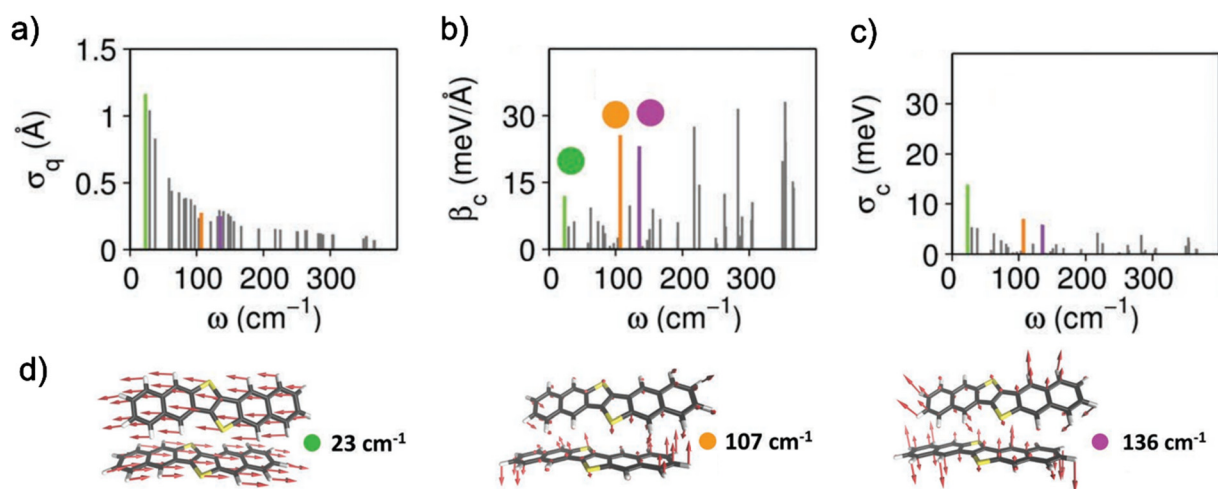 a)
1.5
1
0.5
0
σq (Å)
0 100 200 300
ω (cm⁻¹)
b)
30
15
0
βc (meV/Å)
0 100 200 300
ω (cm⁻¹)
c)
40
30
20
10
0
σc (meV)
0 100 200 300
ω (cm⁻¹)
d)
23 cm⁻¹
107 cm⁻¹
136 cm⁻¹